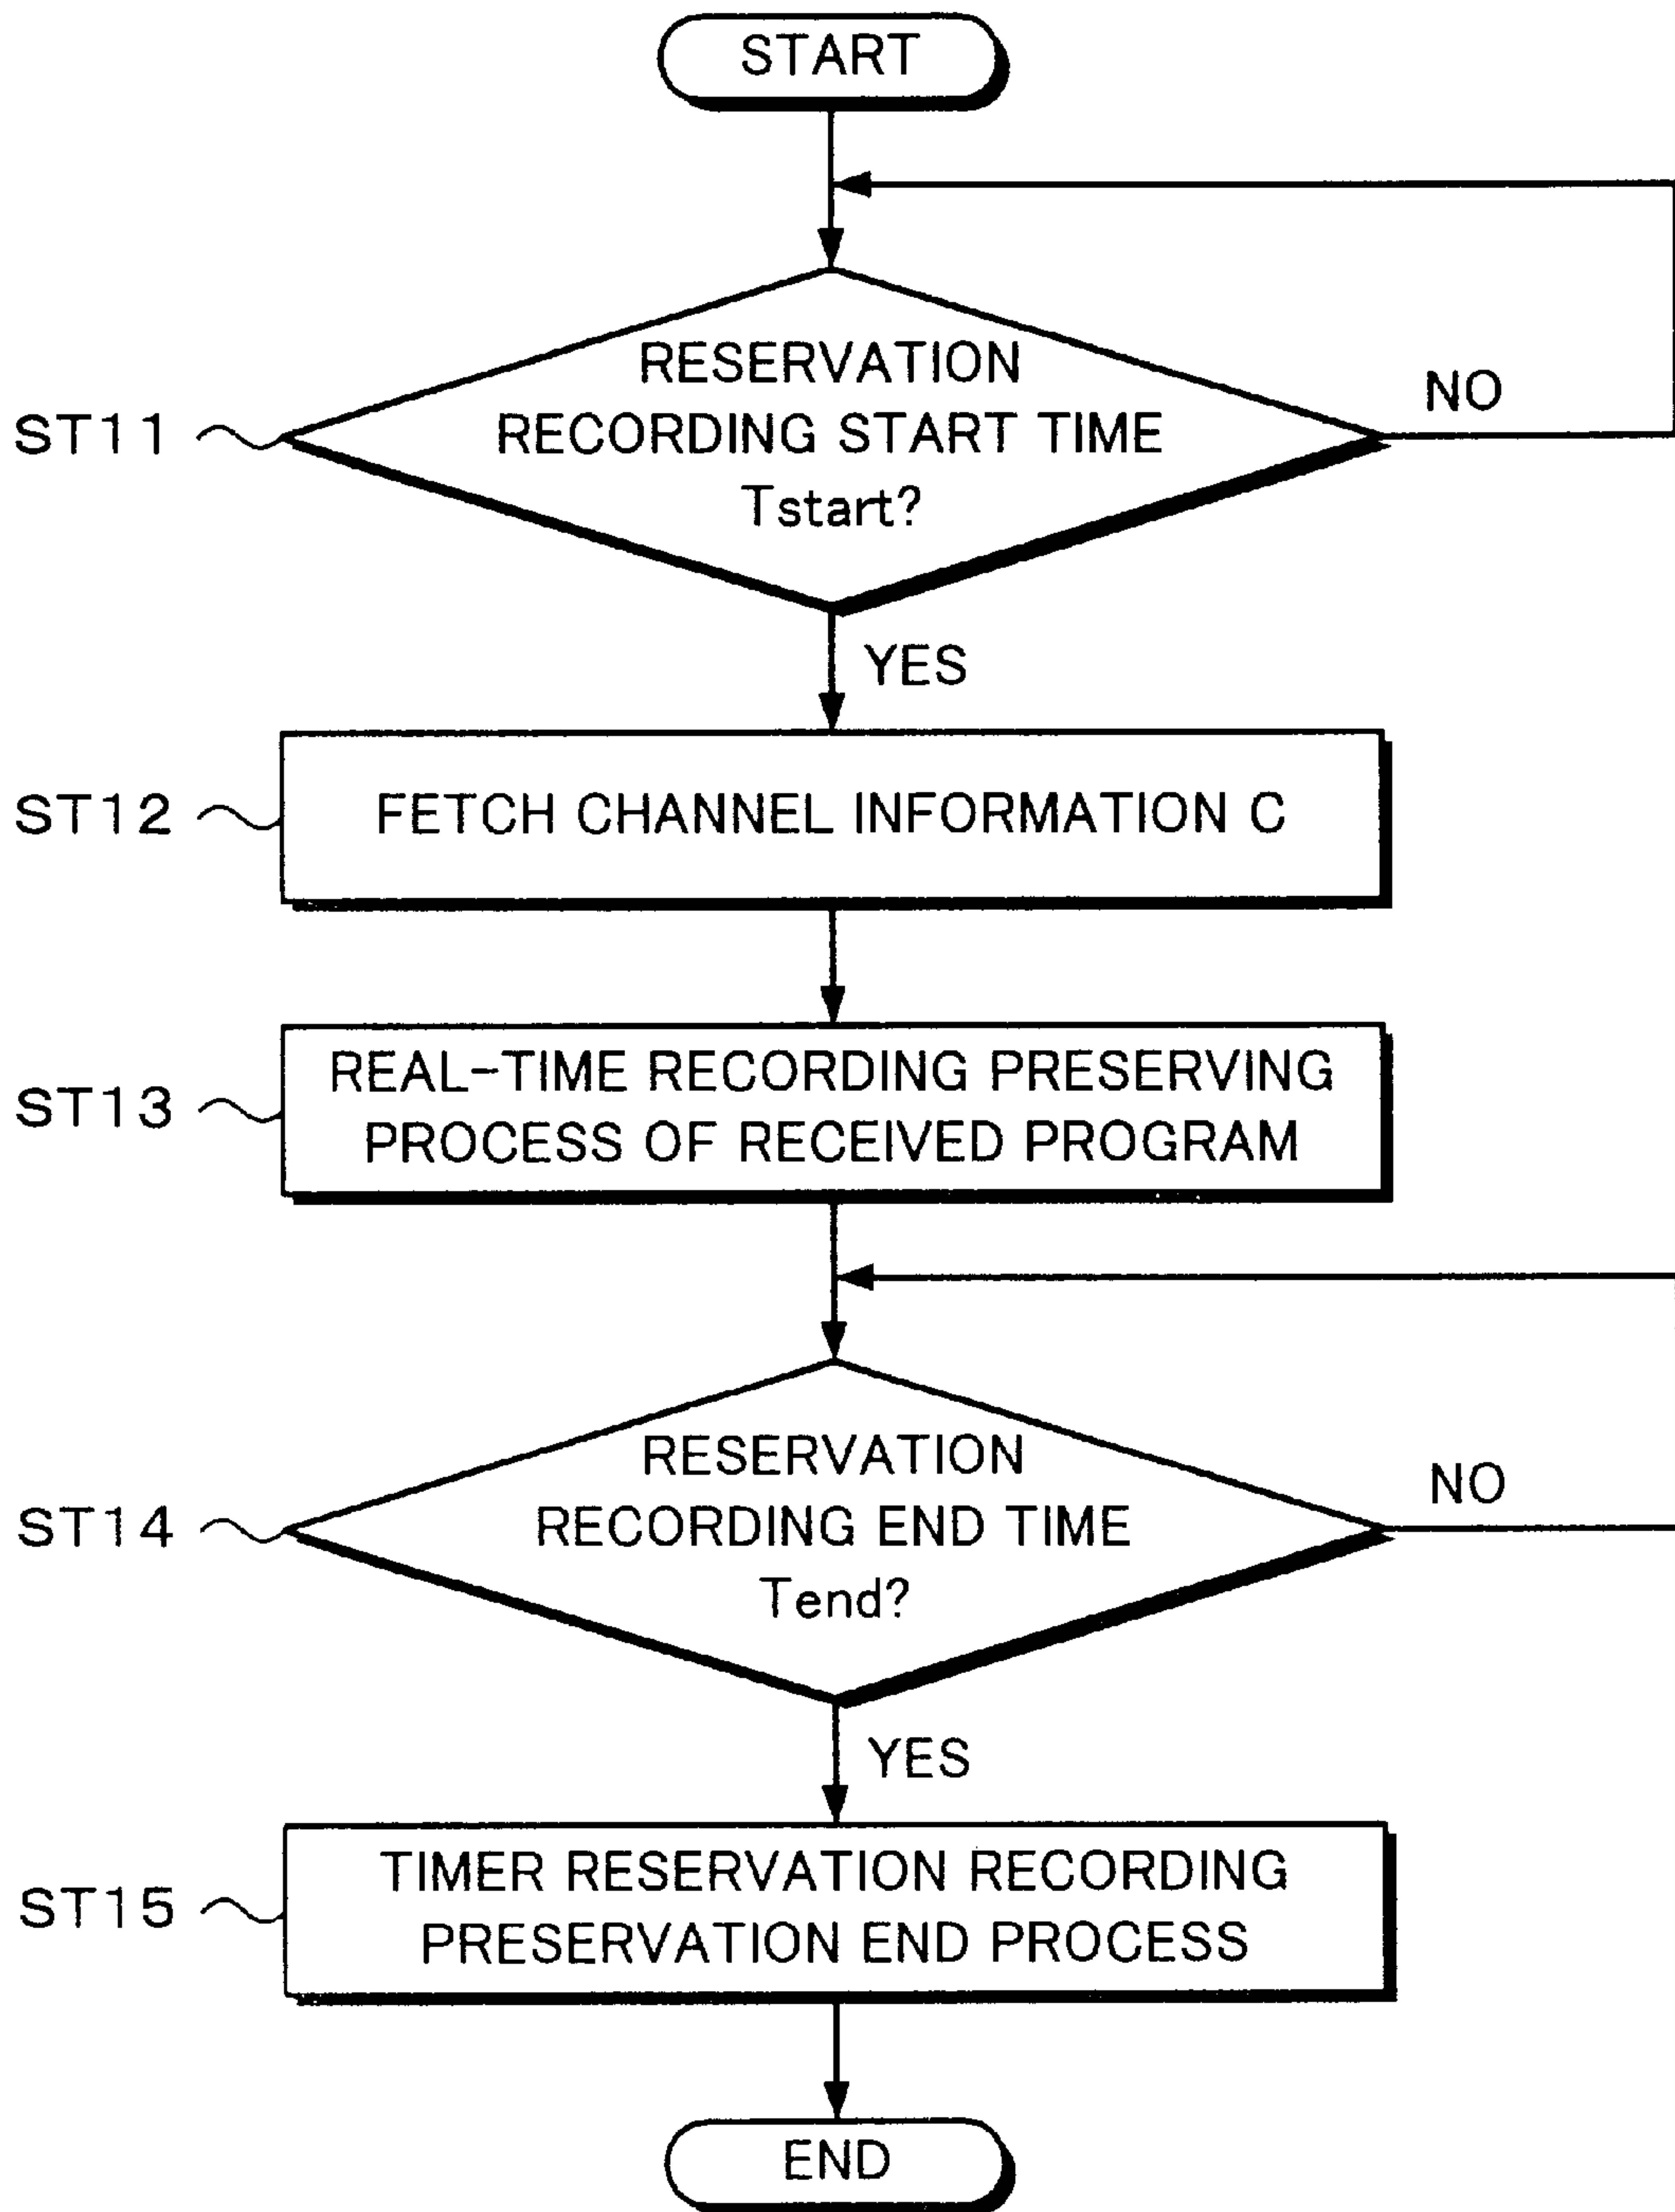 START
RESERVATION
RECORDING START TIME
Tstart?
NO
ST11
YES
ST12
FETCH CHANNEL INFORMATION C
ST13
REAL-TIME RECORDING PRESERVING
PROCESS OF RECEIVED PROGRAM
RESERVATION
RECORDING END TIME
Tend?
NO
ST14
YES
ST15
TIMER RESERVATION RECORDING
PRESERVATION END PROCESS
END